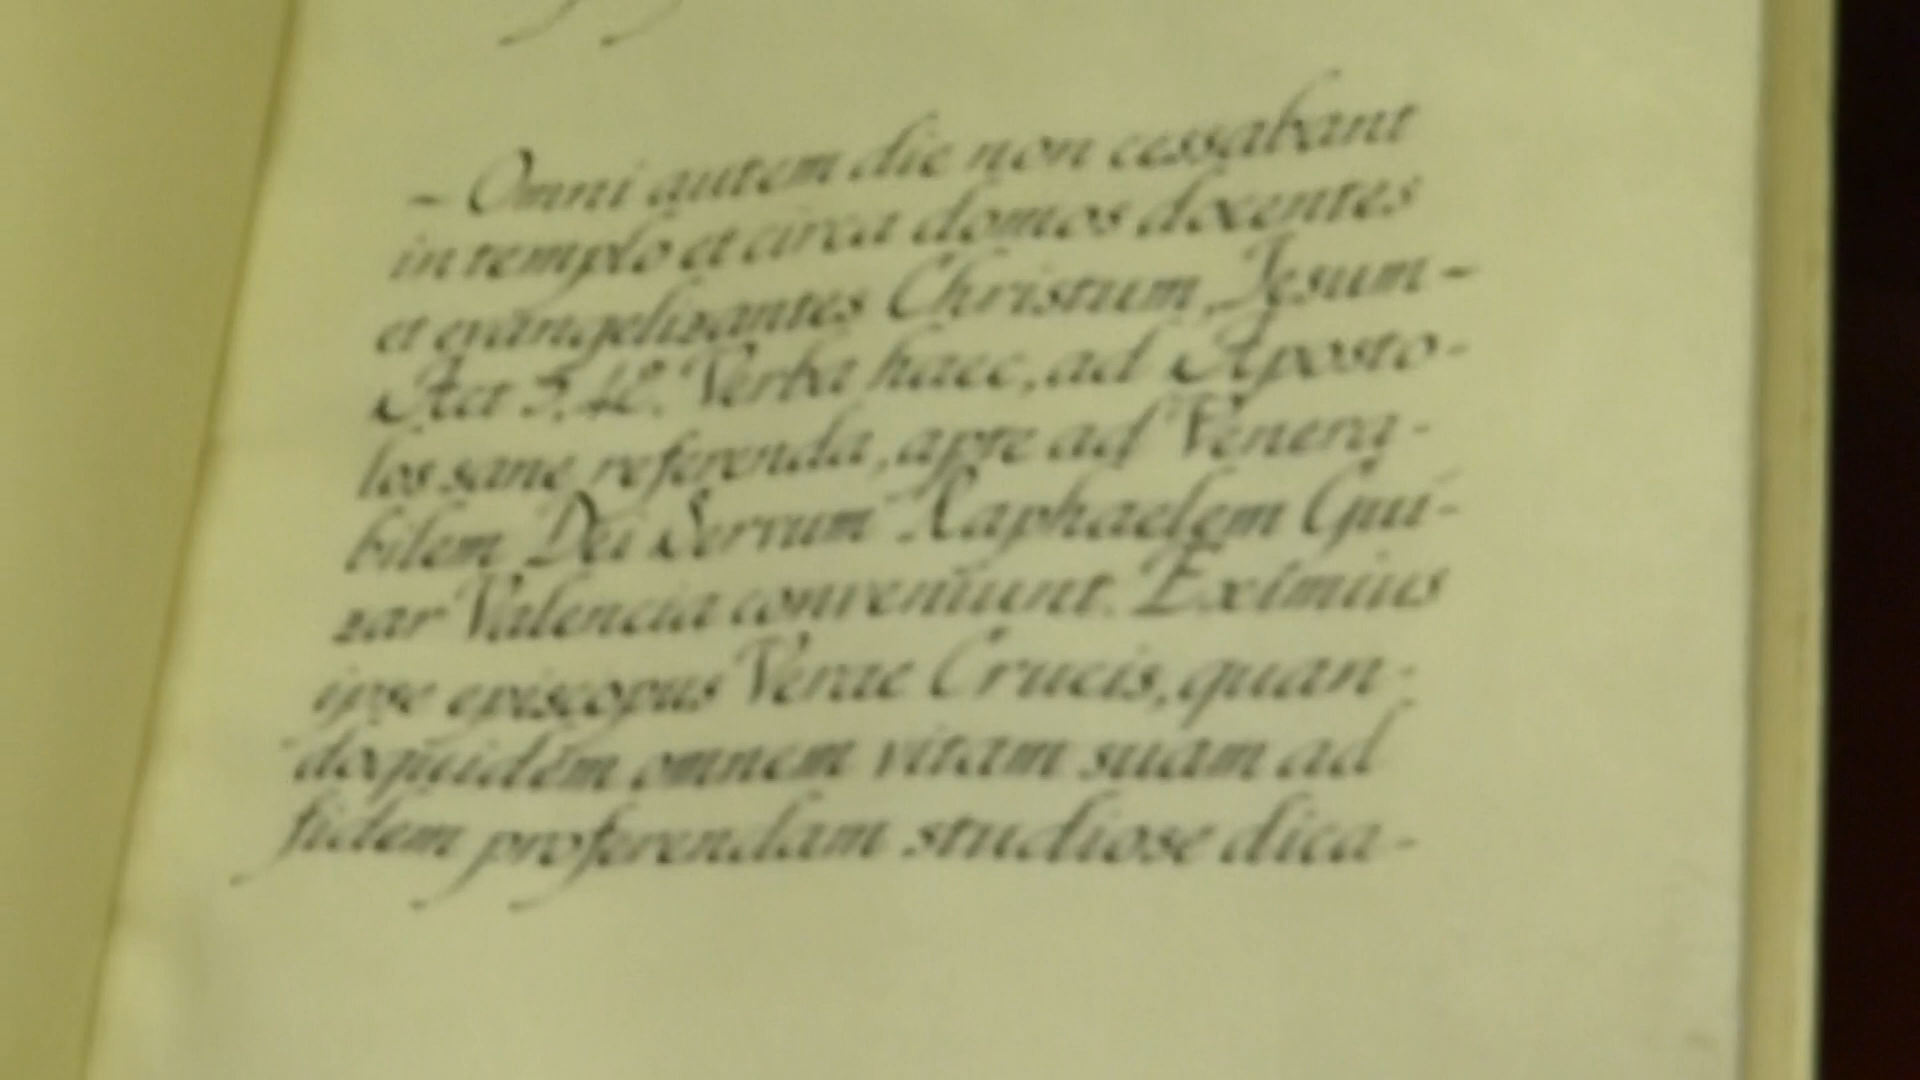 ~ Omni autem die non cessabant
in templo et circa domos docentes
et evangelizantes Christum, Jesum ~
Act 5, 42. Verba haec, ad Aposto-
los sane referenda, apte ad Venera-
bilem Dei Servum Raphaelem Guí-
zar Valencia conveniunt. Eximius
ipse episcopus Verae Crucis, quan-
doquidem omnem vitam suam ad
fidem proferendam studiose dica-